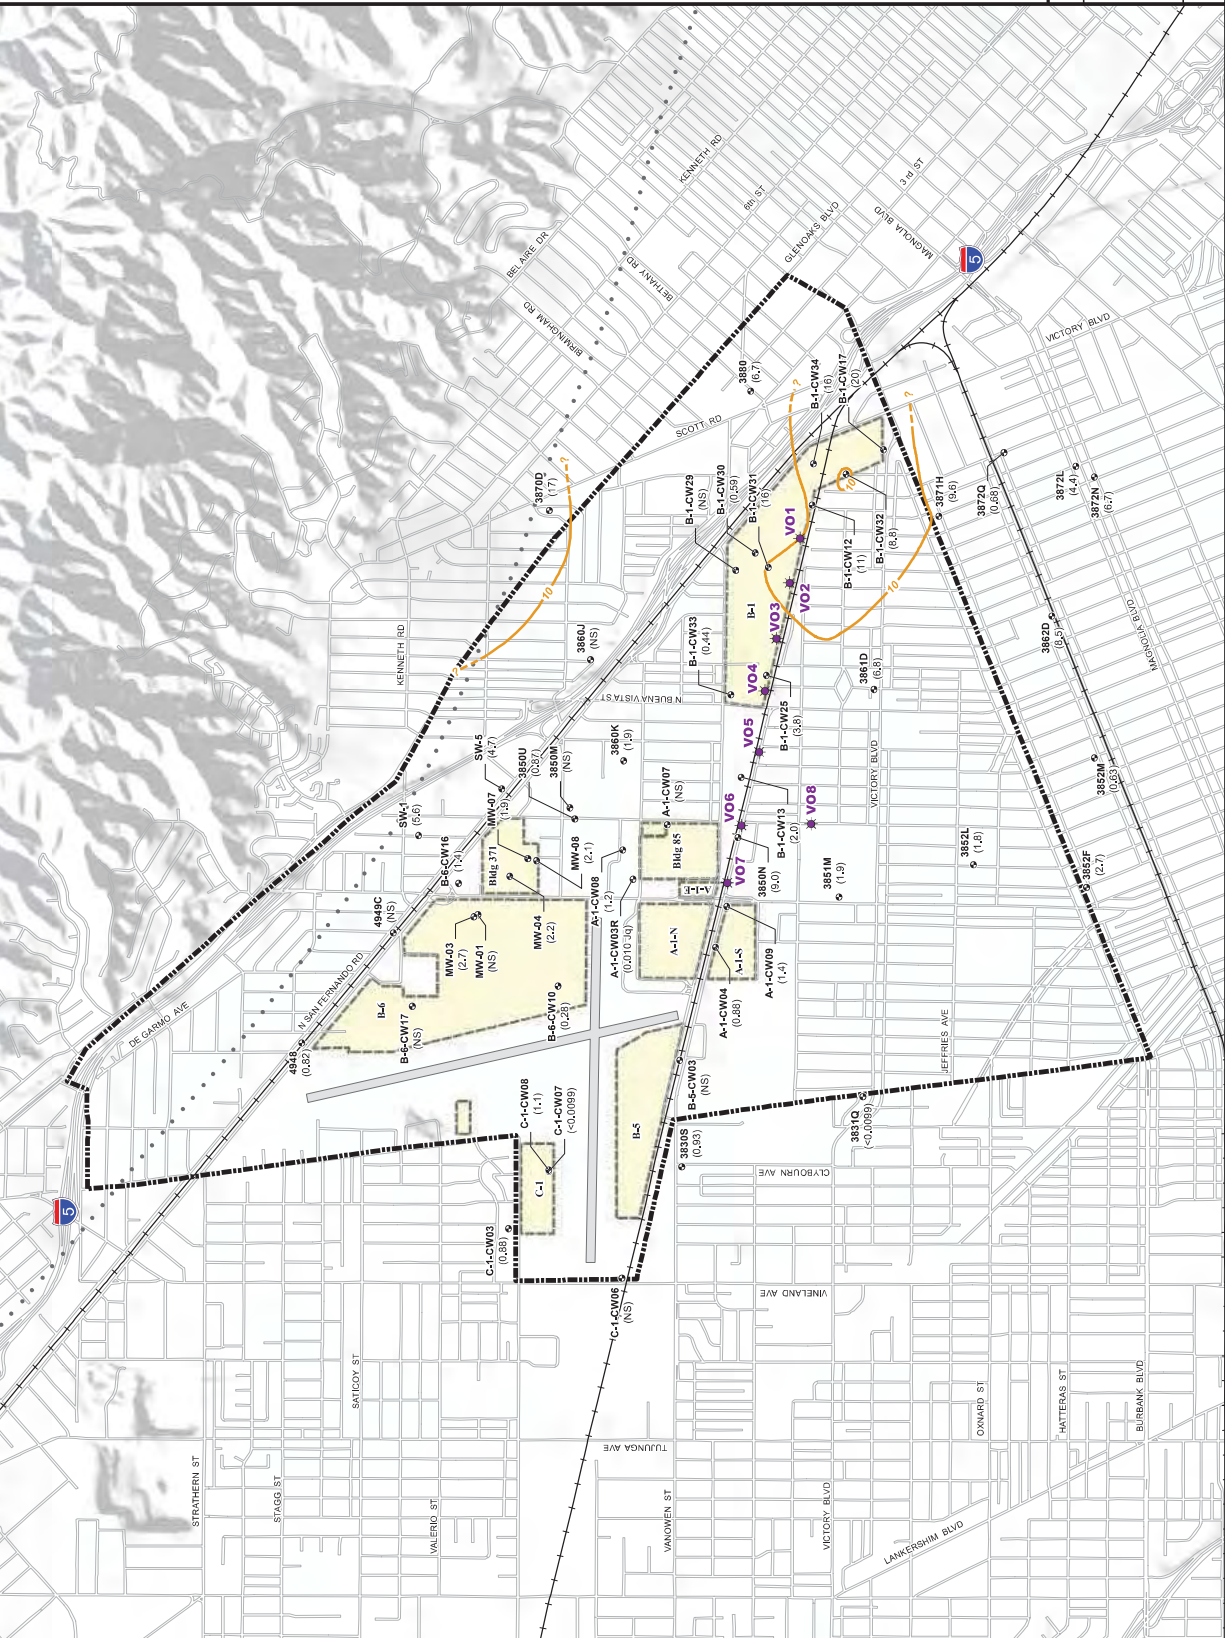 KENNETH RD
3 rd ST
6th ST
MAGNOLIA BLVD
GLENOAKS BLVD
BEL AIRE DR
BETHANY RD
BIRMINGHAM RD
5
VICTORY BLVD
3880
(6.7)
SCOTT RD
B-1-CW34
(16)
B-1-CW17
(20)
?
?
?
?
3870D
(17)
B-1-CW29
(NS)
B-1-CW30
(0.59)
B-1-CW31
(16)
10
3871H
(9.6)
3872Q
(0.68)
3872L
(4.4)
3872N
(6.7)
VO1
B-1-CW32
(8.8)
B-1-CW12
(11)
10
10
VO2
B-1
VO3
3862D
(8.5)
MAGNOLIA BLVD
KENNETH RD
3860J
(NS)
B-1-CW33
(0.44)
N BUENA VISTA ST
VO4
3861D
(6.8)
B-1-CW25
(3.8)
SW-5
(4.7)
3850U
(0.87)
3850M
(NS)
3860K
(1.9)
VO5
VICTORY BLVD
3852M
(0.63)
SW-1
(5.6)
MW-07
(1.9)
A-1-CW07
(NS)
VO6
VO8
B-1-CW13
(2.0)
B-6-CW16
(1.4)
Bldg 371
MW-08
(2.1)
Bldg 85
VO7
3850N
(9.0)
3852L
(1.8)
3852F
(2.7)
3851M
(1.9)
A-1-E
A-1-CW08
(1.2)
4949C
(NS)
MW-04
(2.2)
MW-03
(2.7)
MW-01
(NS)
A-1-CW03R
(0.010 Jq)
A-1-N
A-1-S
A-1-CW09
(1.4)
N SAN FERNANDO RD
DE GARMO AVE
B-6
B-6-CW17
(NS)
B-6-CW10
(0.28)
A-1-CW04
(0.88)
4948
(0.82)
JEFFRIES AVE
B-5-CW03
(NS)
C-1-CW08
(1.1)
C-1-CW07
(<0.0099)
B-5
3830S
(0.93)
3831Q
(<0.0099)
CLYBOURN AVE
C-1
5
C-1-CW03
(0.88)
C-1-CW06
(NS)
VINELAND AVE
SATICOY ST
TUJUNGA AVE
OXNARD ST
HATTERAS ST
BURBANK BLVD
STRATHERN ST
STAGG ST
VALERIO ST
VANOWEN ST
VICTORY BLVD
LANKERSHIM BLVD